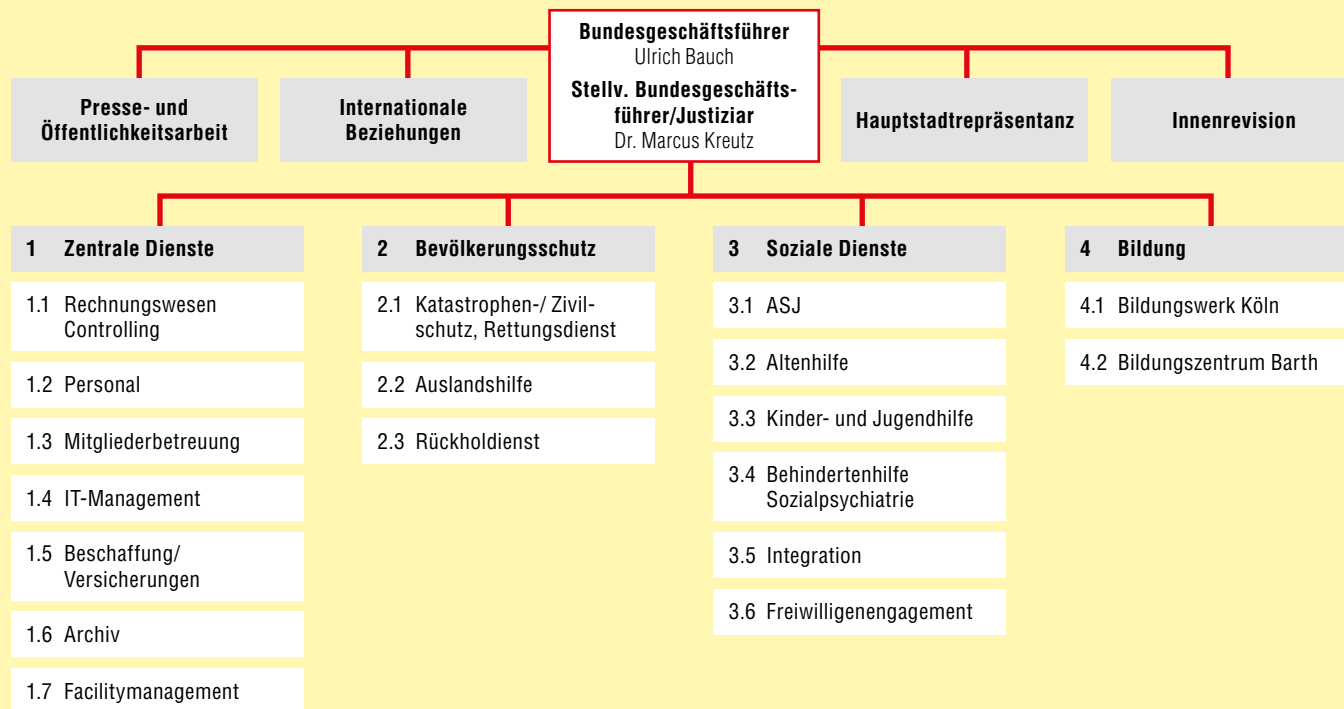 Bundesgeschäftsführer
Ulrich Bauch
Stellv. Bundesgeschäfts-
führer/Justiziar
Dr. Marcus Kreutz
Presse- und
Öffentlichkeitsarbeit
Internationale
Beziehungen
Hauptstadtrepräsentanz
Innenrevision
1 Zentrale Dienste
1.1 Rechnungswesen
Controlling
1.2 Personal
1.3 Mitgliederbetreuung
1.4 IT-Management
1.5 Beschaffung/
Versicherungen
1.6 Archiv
1.7 Facilitymanagement
2 Bevölkerungsschutz
2.1 Katastrophen-/ Zivil-
schutz, Rettungsdienst
2.2 Auslandshilfe
2.3 Rückholdienst
3 Soziale Dienste
3.1 ASJ
3.2 Altenhilfe
3.3 Kinder- und Jugendhilfe
3.4 Behindertenhilfe
Sozialpsychiatrie
3.5 Integration
3.6 Freiwilligenengagement
4 Bildung
4.1 Bildungswerk Köln
4.2 Bildungszentrum Barth